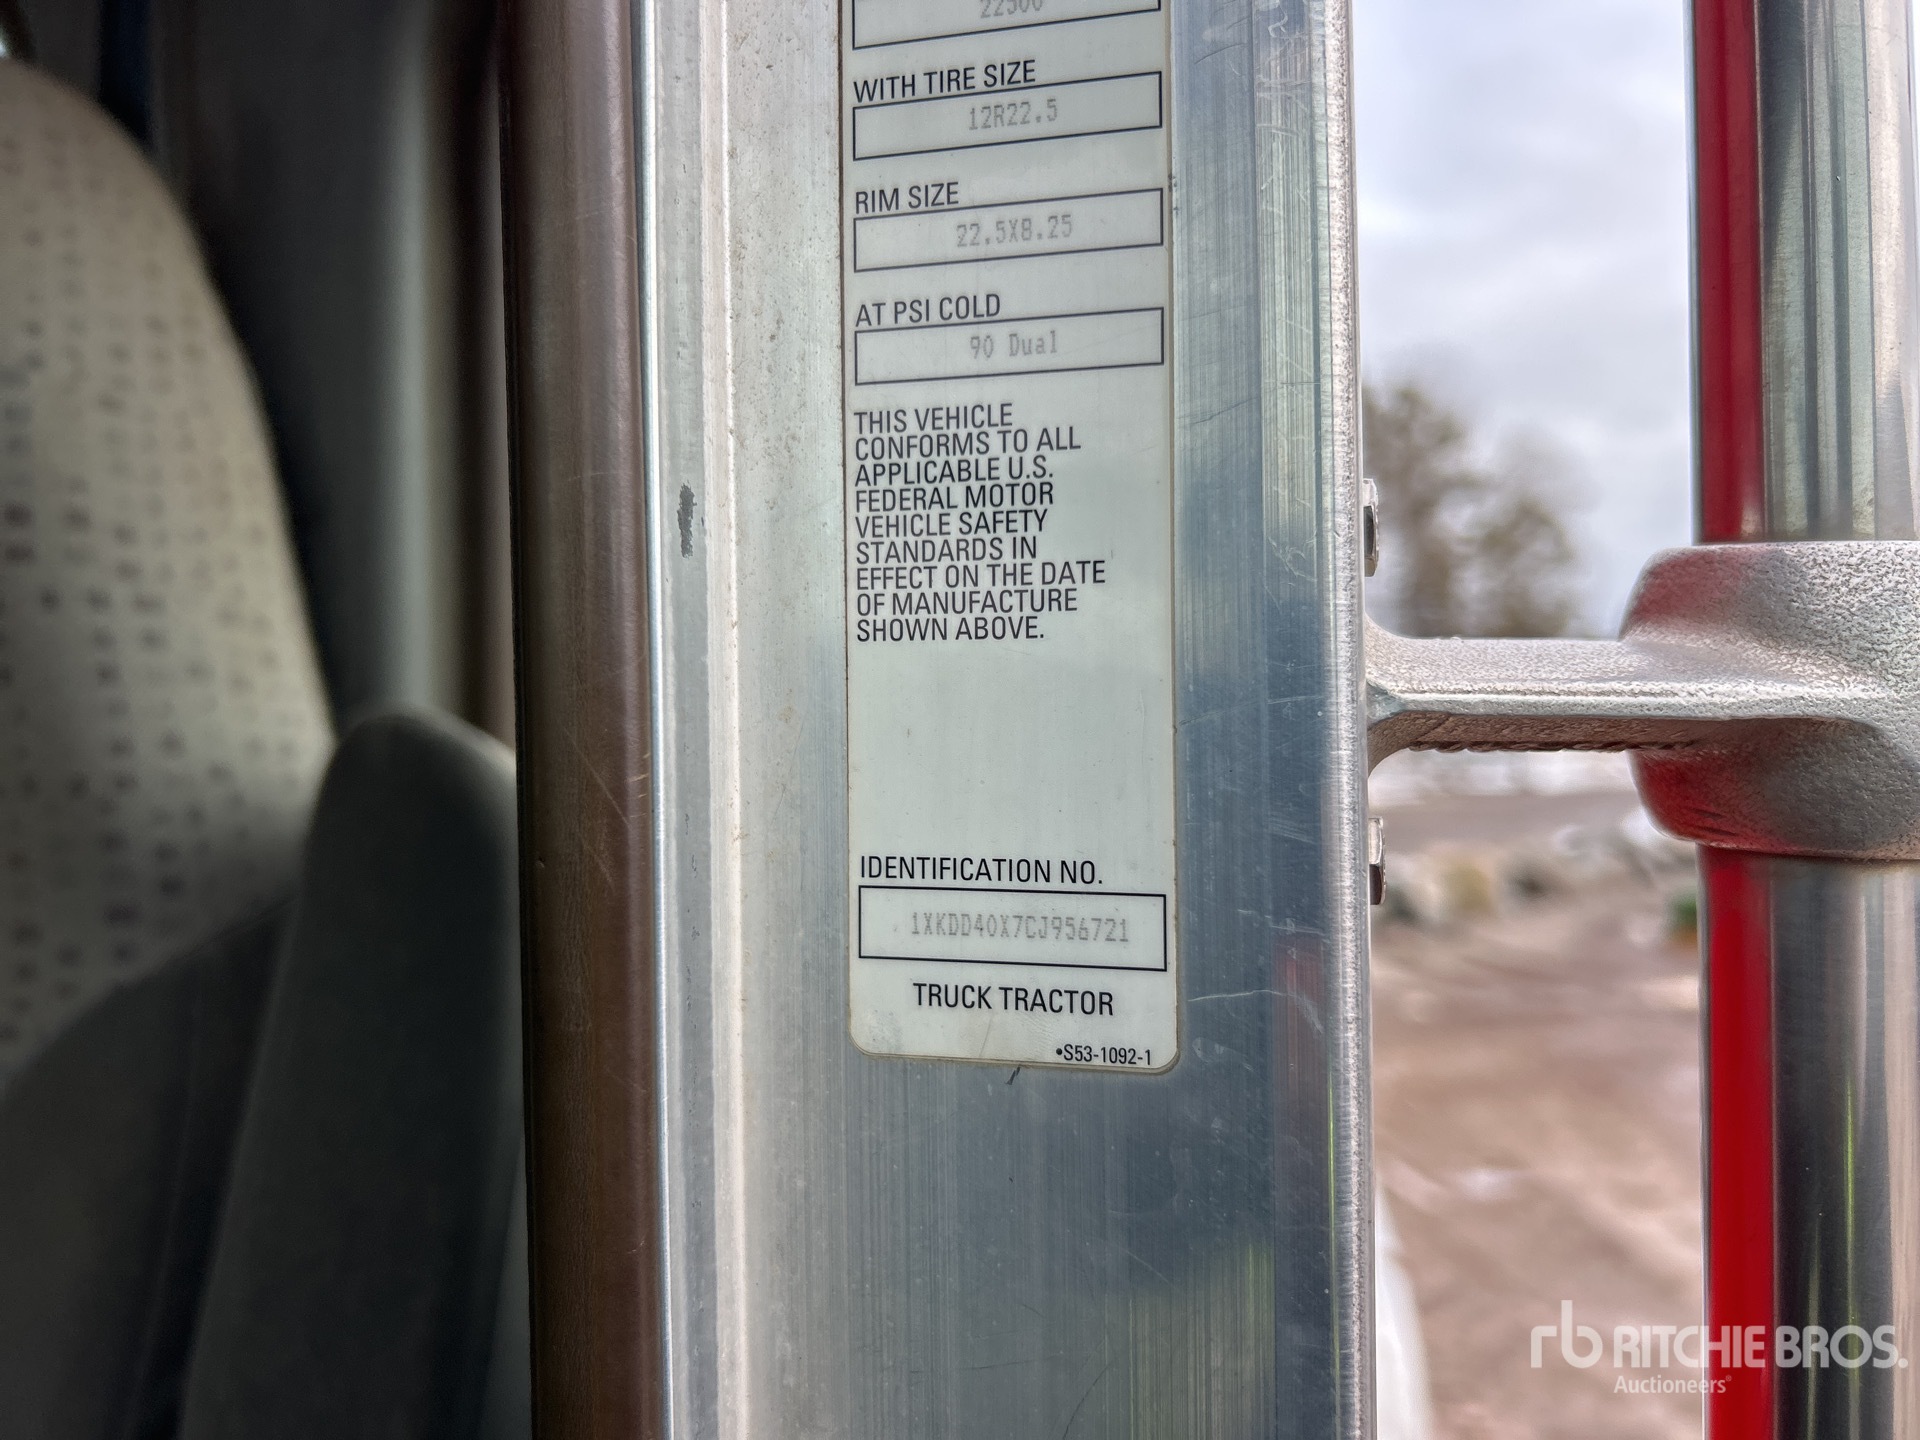 22500
WITH TIRE SIZE
12R22.5
RIM SIZE
22.5X8.25
AT PSI COLD
90 Dual
THIS VEHICLE
CONFORMS TO ALL
APPLICABLE U.S.
FEDERAL MOTOR
VEHICLE SAFETY
STANDARDS IN
EFFECT ON THE DATE
OF MANUFACTURE
SHOWN ABOVE.
IDENTIFICATION NO.
1XKDD40X7CJ956721
TRUCK TRACTOR
•S53-1092-1
rb RITCHIE BROS.
Auctioneers®